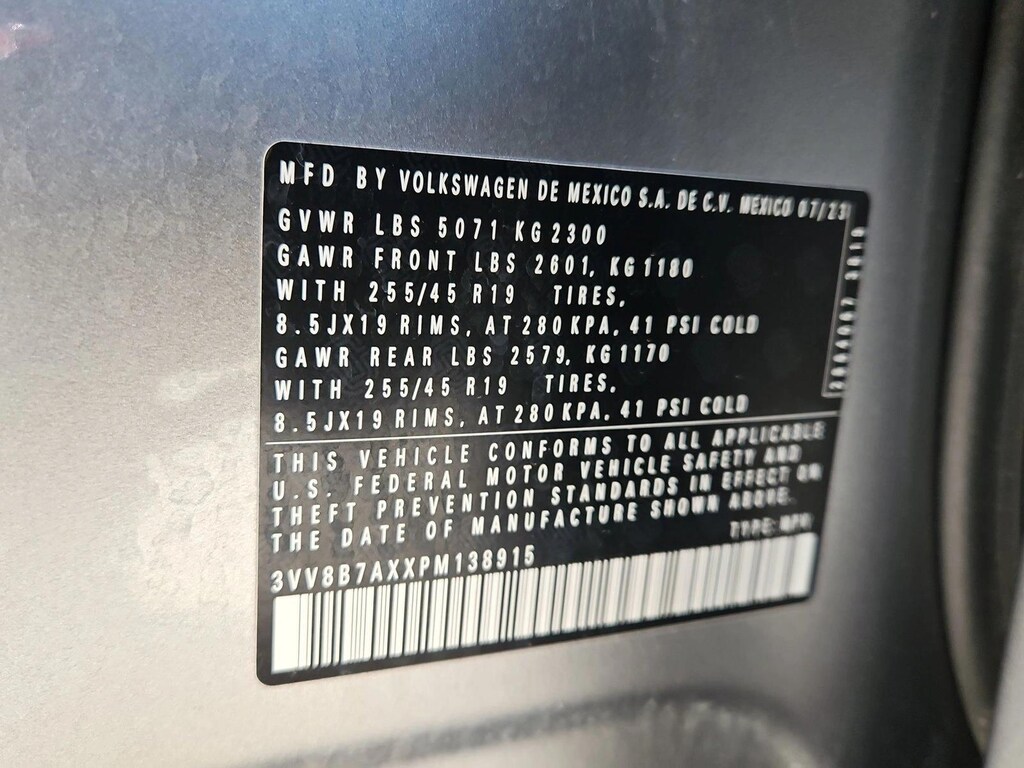 MFD BY VOLKSWAGEN DE MEXICO S.A. DE C.V. MEXICO 07/23
GVWR LBS 5071 KG 2300
GAWR FRONT LBS 2601, KG 1180
WITH 255/45 R19 TIRES,
8.5JX19 RIMS, AT 280 KPA, 41 PSI COLD
GAWR REAR LBS 2579, KG 1170
WITH 255/45 R19 TIRES,
8.5JX19 RIMS, AT 280 KPA, 41 PSI COLD
THIS VEHICLE CONFORMS TO ALL APPLICABLE
U.S. FEDERAL MOTOR VEHICLE SAFETY AND
THEFT PREVENTION STANDARDS IN EFFECT ON
THE DATE OF MANUFACTURE SHOWN ABOVE.
TYPE: MPV
3VV8B7AXXPM138915